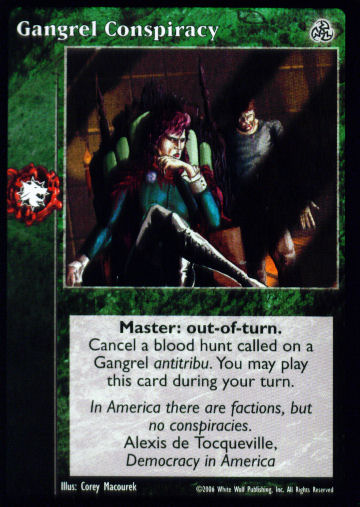 Gangrel Conspiracy
Master: out-of-turn.
Cancel a blood hunt called on a
Gangrel antitribu. You may play
this card during your turn.
In America there are factions, but
no conspiracies.
Alexis de Tocqueville,
Democracy in America
Illus: Corey Macourek
©2006 White Wolf Publishing, Inc. All Rights Reserved